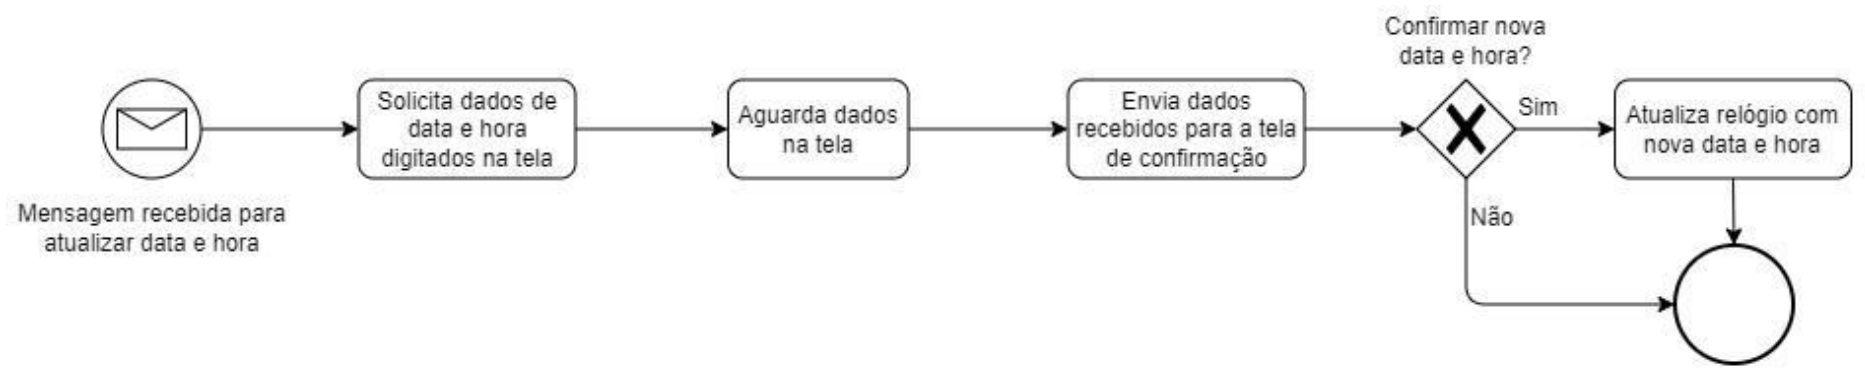 Mensagem recebida para
atualizar data e hora
Solicita dados de
data e hora
digitados na tela
Aguarda dados
na tela
Envia dados
recebidos para a tela
de confirmação
Confirmar nova
data e hora?
Sim
Não
Atualiza relógio com
nova data e hora